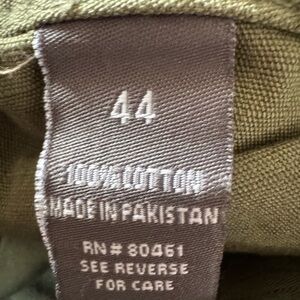 44
100% COTTON
MADE IN PAKISTAN
RN# 80461
SEE REVERSE
FOR CARE